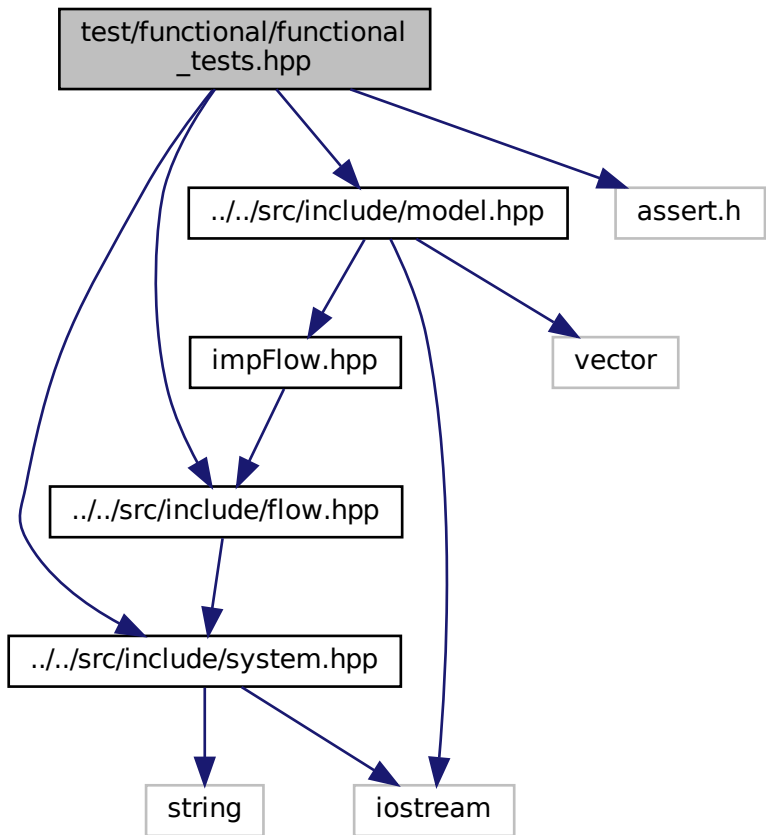 test/functional/functional
_tests.hpp
../../src/include/model.hpp
assert.h
impFlow.hpp
vector
../../src/include/flow.hpp
../../src/include/system.hpp
string
iostream